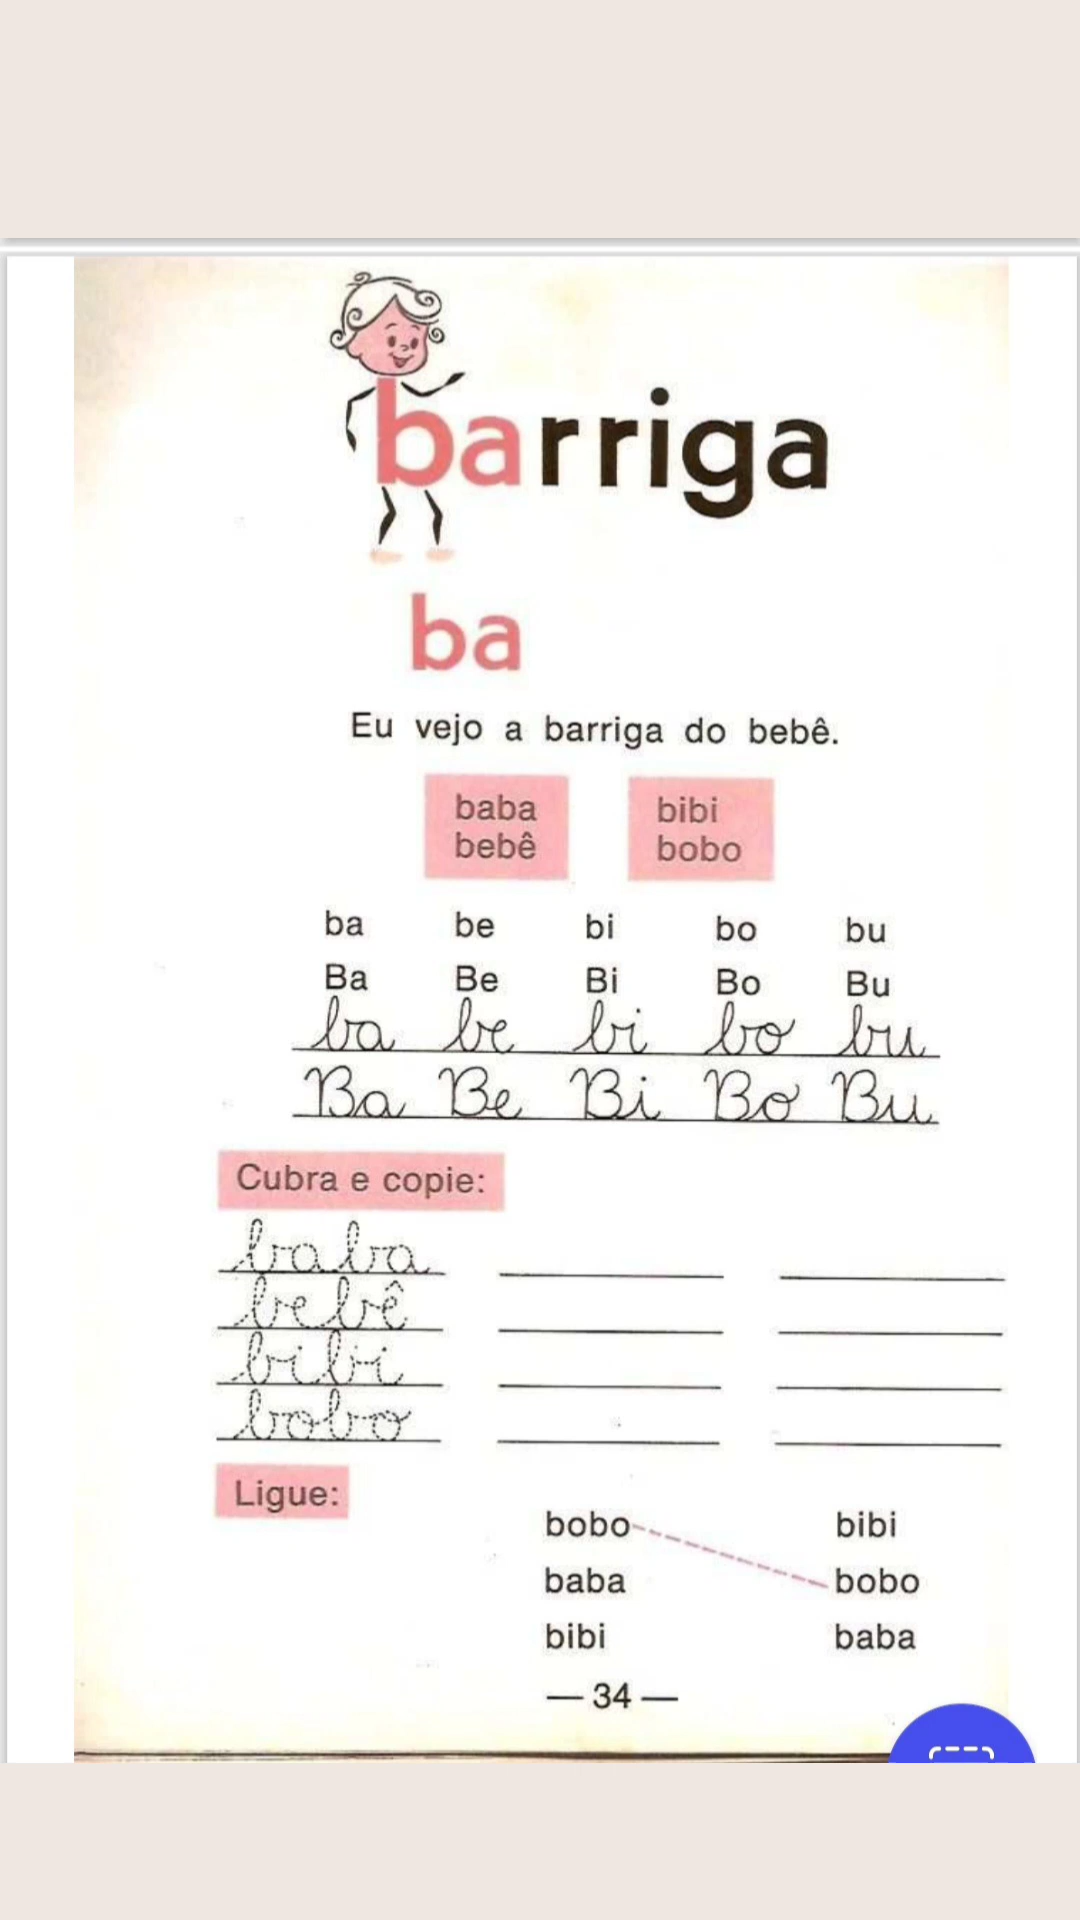 barriga
ba
Eu vejo a barriga do bebê.
baba bibi
bebê bobo
ba be bi bo bu
Ba Be Bi Bo Bu
ba be bi bo bu
Ba Be Bi Bo Bu
Cubra e copie:
baba
bebê
bibi
bobo
Ligue:
bobo bibi
baba bobo
bibi baba
— 34 —